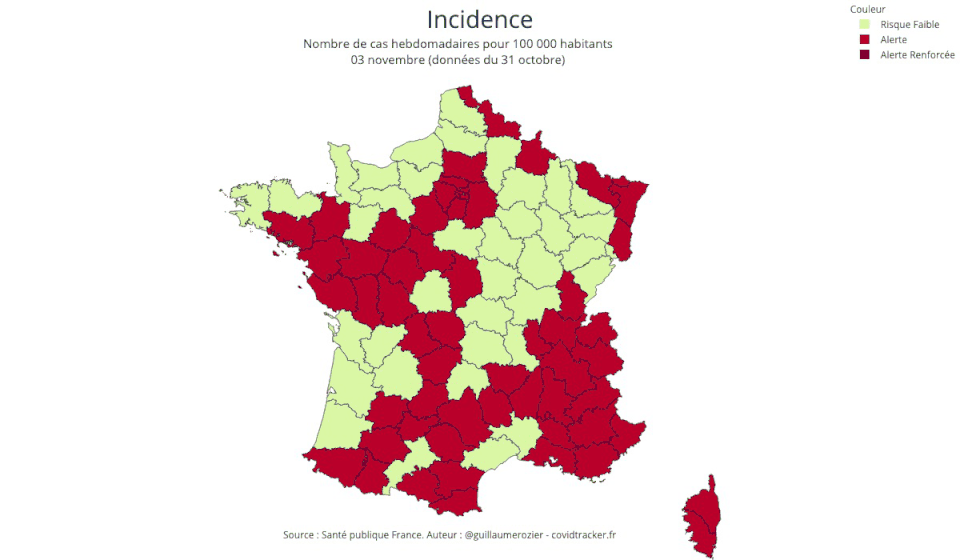 Incidence
Nombre de cas hebdomadaires pour 100 000 habitants
03 novembre (données du 31 octobre)
Couleur
Risque Faible
Alerte
Alerte Renforcée
Source : Santé publique France. Auteur : @guillaumerozier - covidtracker.fr